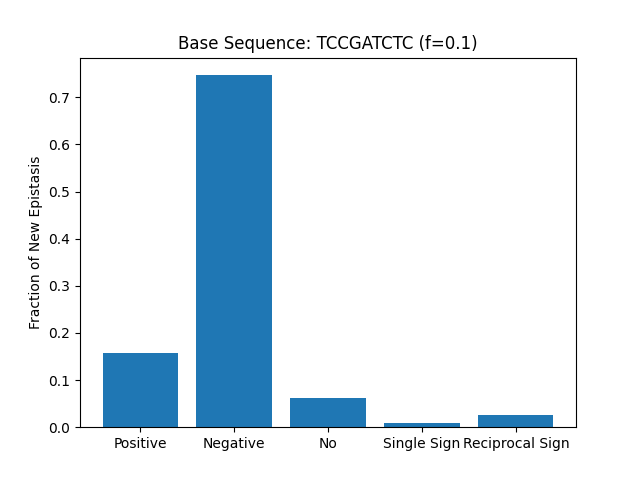 Base Sequence: TCCGATCTC (f=0.1)
Fraction of New Epistasis
0.7
0.6
0.5
0.4
0.3
0.2
0.1
0.0
Positive Negative No Single Sign Reciprocal Sign